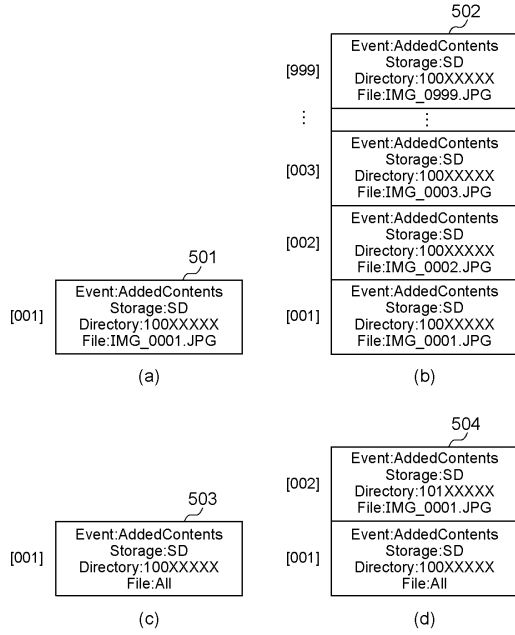 502
[999]
Event:AddedContents
Storage:SD
Directory:100XXXXX
File:IMG_0999.JPG
⋮
⋮
[003]
Event:AddedContents
Storage:SD
Directory:100XXXXX
File:IMG_0003.JPG
[002]
Event:AddedContents
Storage:SD
Directory:100XXXXX
File:IMG_0002.JPG
501
[001]
Event:AddedContents
Storage:SD
Directory:100XXXXX
File:IMG_0001.JPG
[001]
Event:AddedContents
Storage:SD
Directory:100XXXXX
File:IMG_0001.JPG
(a)
(b)
504
[002]
Event:AddedContents
Storage:SD
Directory:101XXXXX
File:IMG_0001.JPG
503
[001]
Event:AddedContents
Storage:SD
Directory:100XXXXX
File:All
[001]
Event:AddedContents
Storage:SD
Directory:100XXXXX
File:All
(c)
(d)